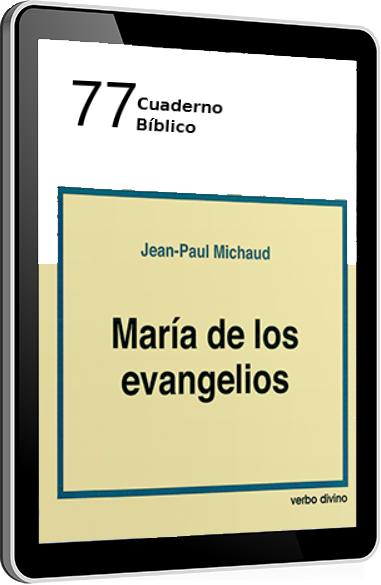 77 Cuaderno
Bíblico
Jean-Paul Michaud
María de los
evangelios
verbo divino